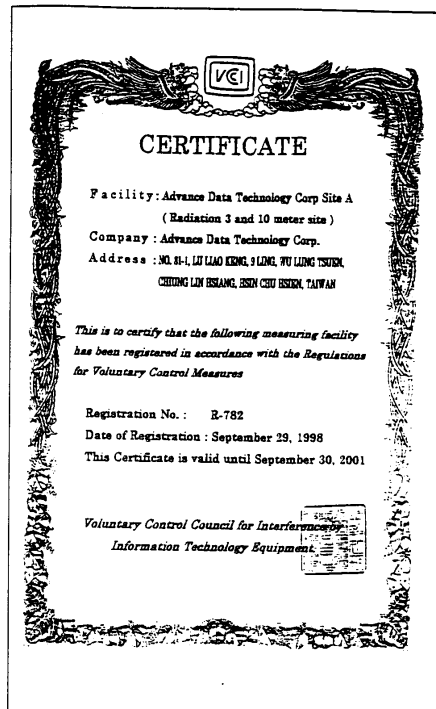 VCCI
CERTIFICATE
Facility : Advance Data Technology Corp Site A
( Radiation 3 and 10 meter site )
Company : Advance Data Technology Corp.
Address : NO. 81-1, LU LIAO KENG, 9 LING, WU LUNG TSUEN,
CHIUNG LIN HSIANG, HSIN CHU HSIEN, TAIWAN
This is to certify that the following measuring facility
has been registered in accordance with the Regulations
for Voluntary Control Measures
Registration No. : R-782
Date of Registration : September 29, 1998
This Certificate is valid until September 30, 2001
Voluntary Control Council for Interference by
Information Technology Equipment